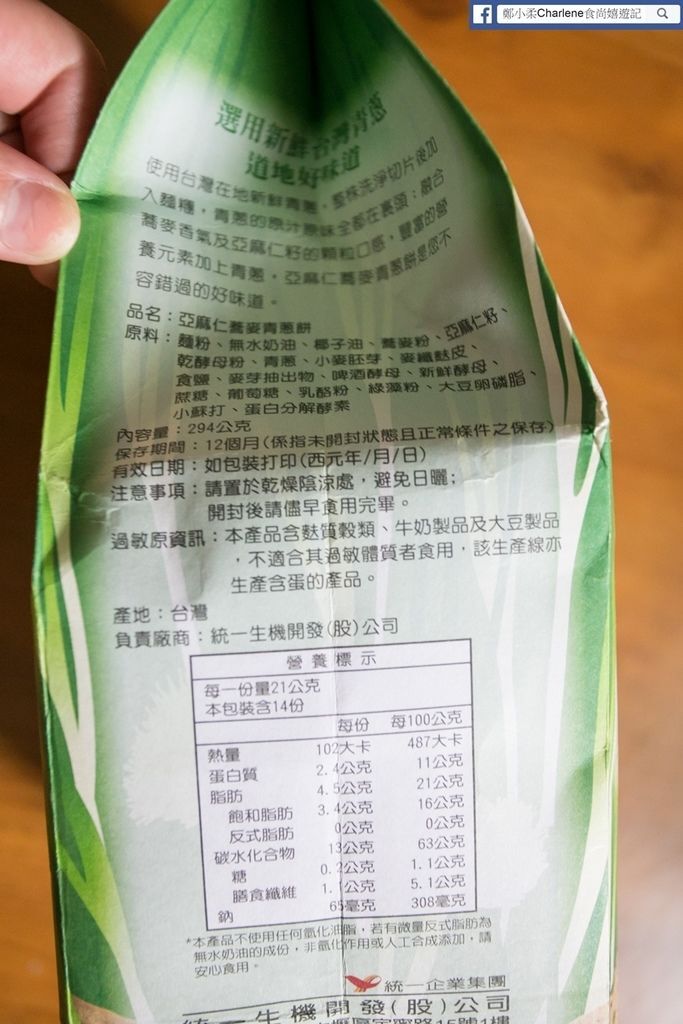 鄭小柔Charlene食尚嬉遊記
選用新鮮台灣青蔥
道地好味道
使用台灣在地新鮮青蔥，整株洗淨切片後加
入麵糰，青蔥的原汁原味全都在裏頭；融合
蕎麥香氣及亞麻仁籽的顆粒口感，豐富的營
養元素加上青蔥，亞麻仁蕎麥青蔥餅是您不
容錯過的好味道。
品名：亞麻仁蕎麥青蔥餅
原料：麵粉、無水奶油、椰子油、蕎麥粉、亞麻仁籽、
乾酵母粉、青蔥、小麥胚芽、麥纖麩皮、
食鹽、麥芽抽出物、啤酒酵母、新鮮酵母、
蔗糖、葡萄糖、乳酪粉、綠藻粉、大豆卵磷脂、
小蘇打、蛋白分解酵素
內容量：294公克
保存期間：12個月(係指未開封狀態且正常條件之保存)
有效日期：如包裝打印(西元年/月/日)
注意事項：請置於乾燥陰涼處，避免日曬；
開封後請儘早食用完畢。
過敏原資訊：本產品含麩質穀類、牛奶製品及大豆製品
，不適合其過敏體質者食用，該生產線亦
生產含蛋的產品。
產地：台灣
負責廠商：統一生機開發(股)公司
營養標示
每一份量21公克
本包裝含14份
每份 每100公克
熱量 102大卡 487大卡
蛋白質 2.4公克 11公克
脂肪 4.5公克 21公克
飽和脂肪 3.4公克 16公克
反式脂肪 0公克 0公克
碳水化合物 13公克 63公克
糖 0.2公克 1.1公克
膳食纖維 1.1公克 5.1公克
鈉 65毫克 308毫克
*本產品不使用任何氫化油脂，若有微量反式脂肪為
無水奶油的成份，非氫化作用或人工合成添加，請
安心食用。
統一企業集團
統一生機開發(股)公司